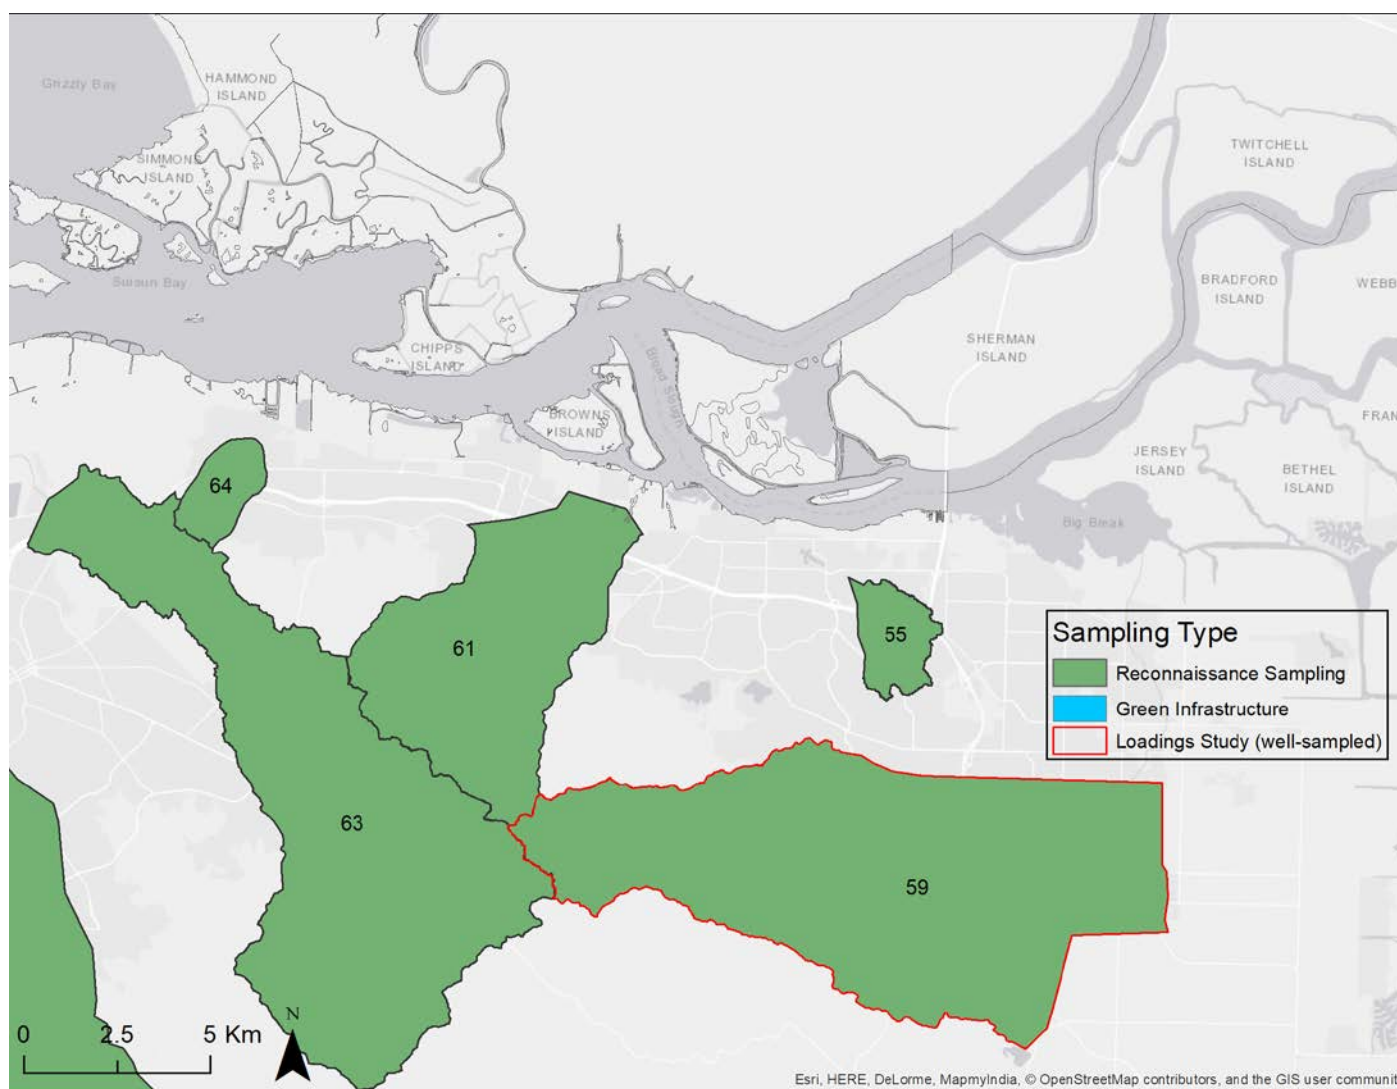 Grizzly Bay
HAMMOND
ISLAND
SIMMONS
ISLAND
TWITCHELL
ISLAND
Suisun Bay
BRADFORD
ISLAND
WEBB
CHIPPS
ISLAND
SHERMAN
ISLAND
Broad Slough
BROWNS
ISLAND
FRAN
JERSEY
ISLAND
BETHEL
ISLAND
Big Break
64
61
55
63
59
Sampling Type
Reconnaissance Sampling
Green Infrastructure
Loadings Study (well-sampled)
N
0 2.5 5 Km
Esri, HERE, DeLorme, MapmyIndia, © OpenStreetMap contributors, and the GIS user communit